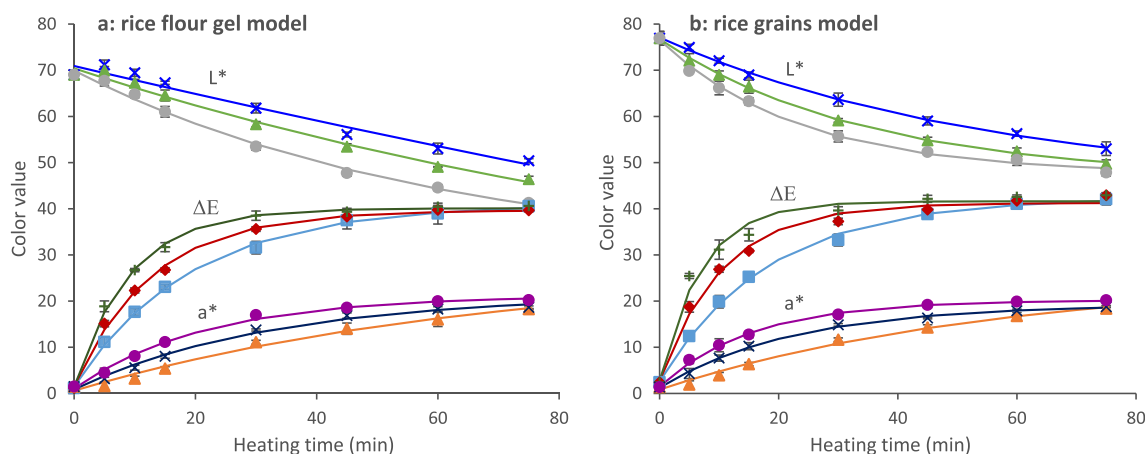 a: rice flour gel model
b: rice grains model
80
70
60
50
40
30
20
10
0
Color value
L*
ΔE
a*
0 20 40 60 80
Heating time (min)
80
70
60
50
40
30
20
10
0
Color value
L*
ΔE
a*
0 20 40 60 80
Heating time (min)